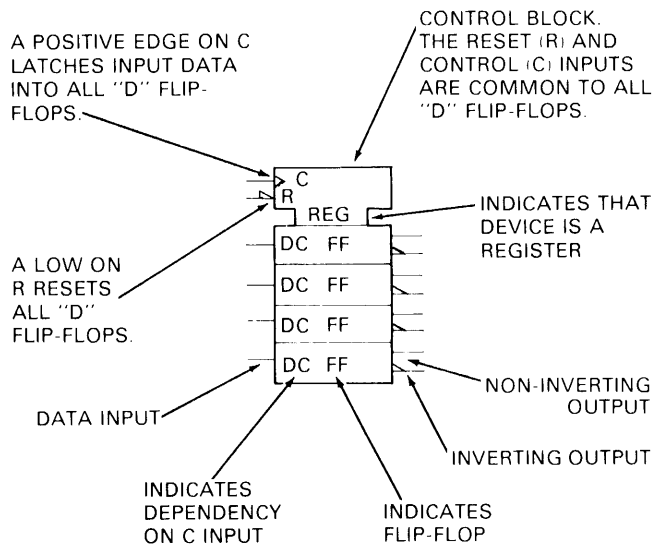 A POSITIVE EDGE ON C
LATCHES INPUT DATA
INTO ALL "D" FLIP-
FLOPS.
CONTROL BLOCK.
THE RESET (R) AND
CONTROL (C) INPUTS
ARE COMMON TO ALL
"D" FLIP-FLOPS.
C
R
REG
INDICATES THAT
DEVICE IS A
REGISTER
DC FF
DC FF
DC FF
DC FF
A LOW ON
R RESETS
ALL "D"
FLIP-FLOPS.
DATA INPUT
NON-INVERTING
OUTPUT
INVERTING OUTPUT
INDICATES
DEPENDENCY
ON C INPUT
INDICATES
FLIP-FLOP